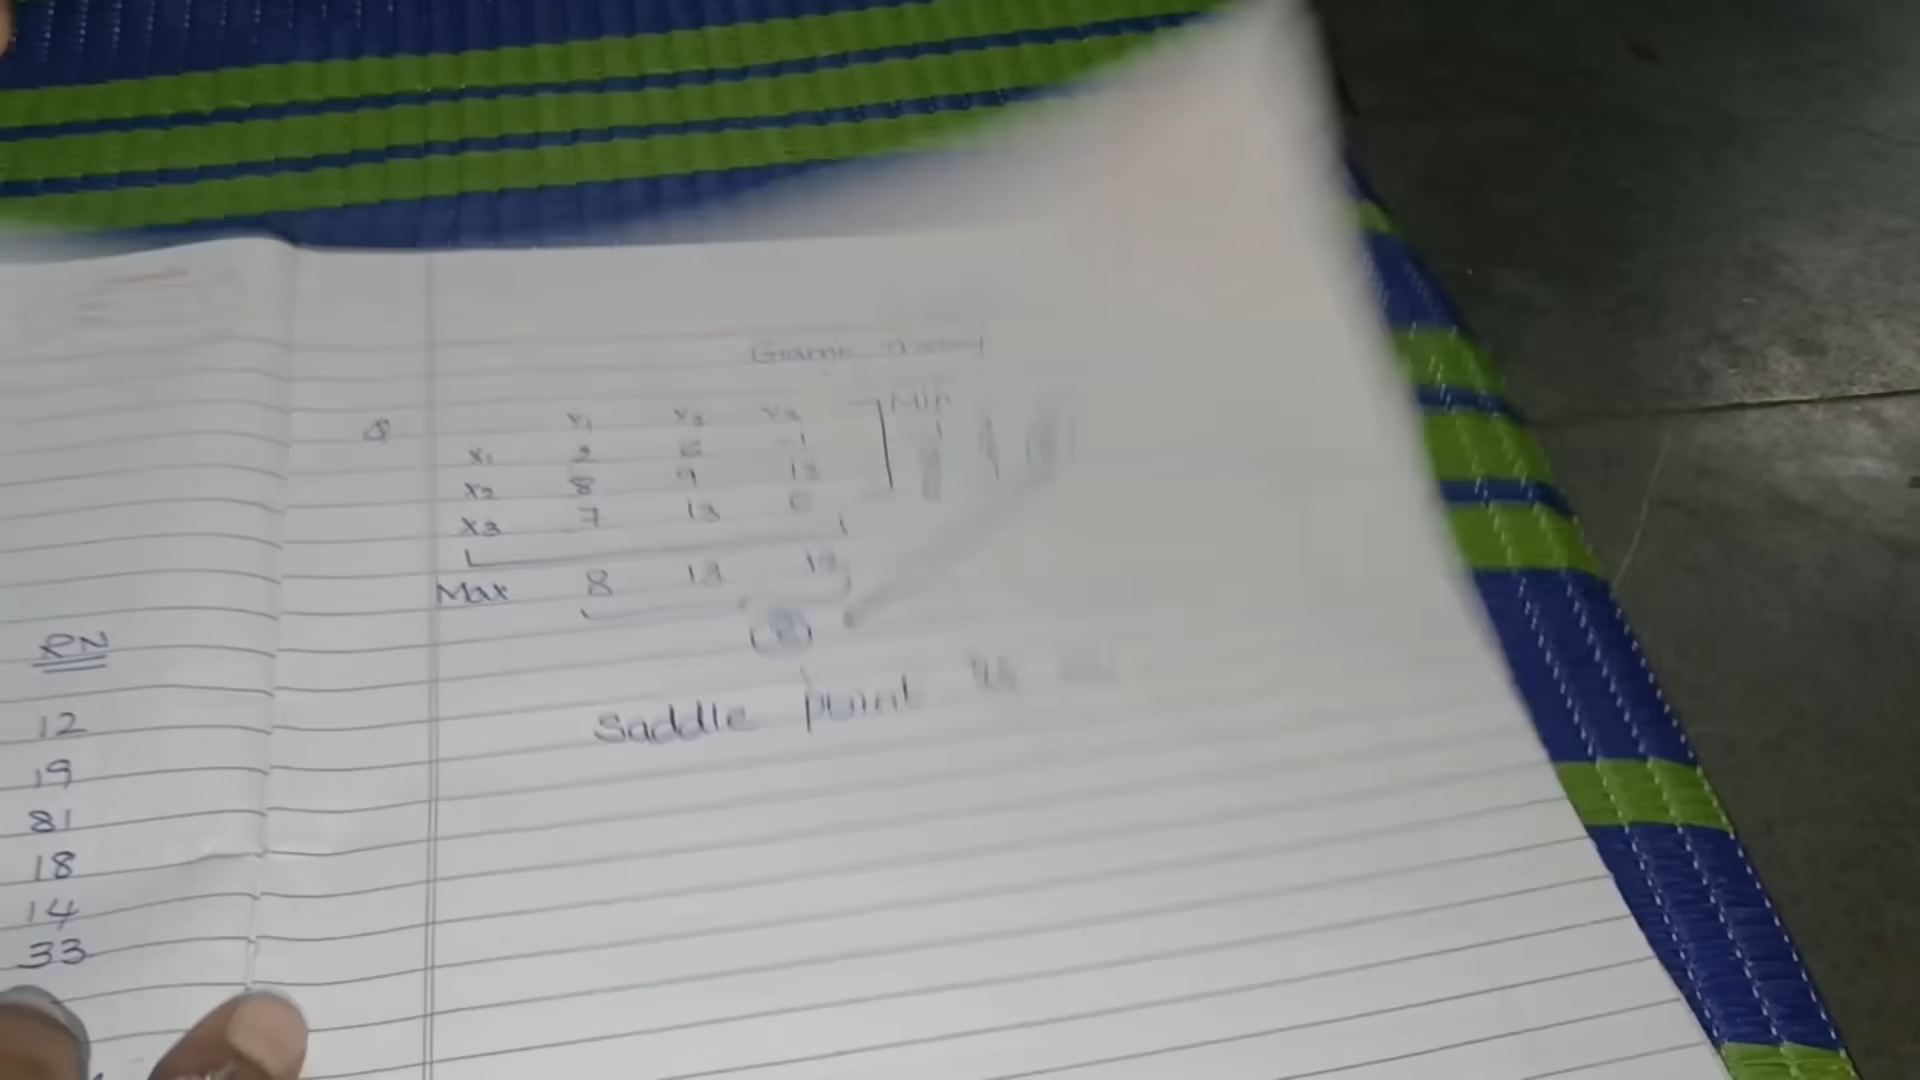 RN
12
19
81
18
14
33
Game Theory
Y1 Y2 Y3 Min
X1 2 6 1
X2 8 9 12
X3 7 13 6
Max 8 13 12
Saddle point is